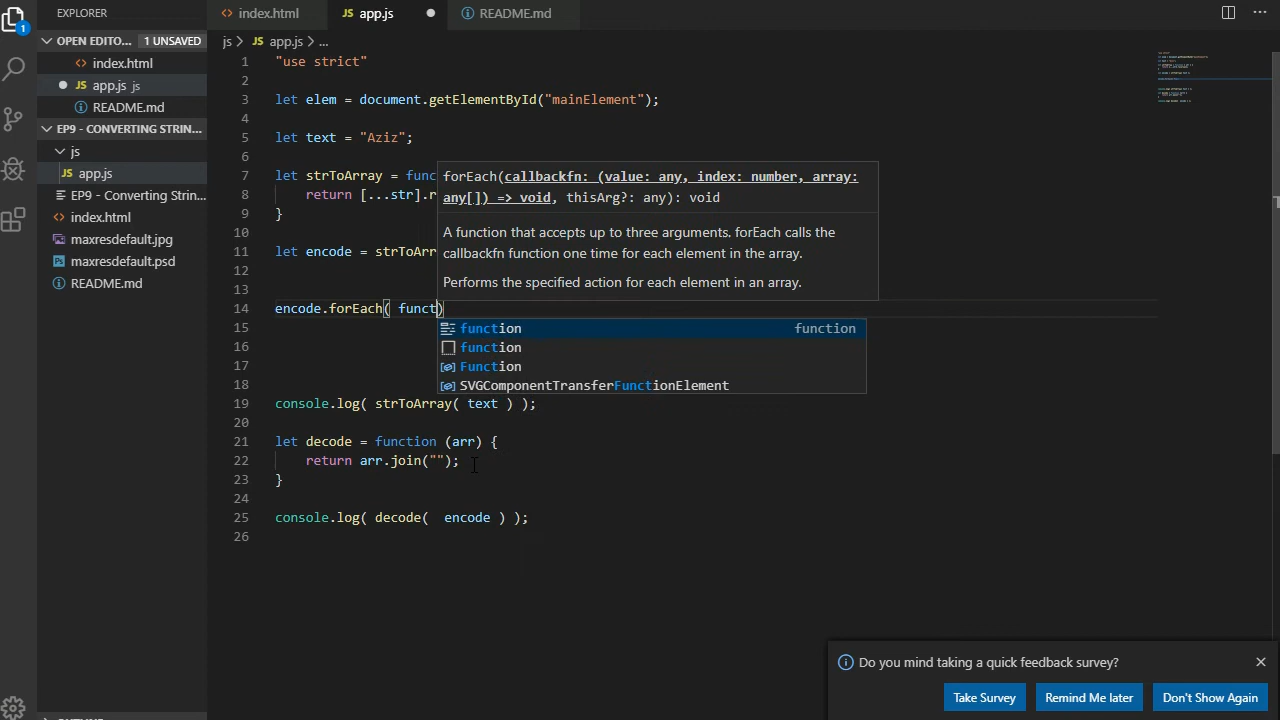 EXPLORER
index.html
JS app.js
README.md
OPEN EDITO... 1 UNSAVED
js > JS app.js > ...
index.html
JS app.js js
README.md
EP9 - CONVERTING STRIN...
js
JS app.js
EP9 - Converting Strin...
index.html
maxresdefault.jpg
Ps maxresdefault.psd
README.md
1
1 "use strict"
2
3 let elem = document.getElementById("mainElement");
4
5 let text = "Aziz";
6
7 let strToArray = func
8 return [...str].r
9 }
10
11 let encode = strToArr
12
13
14 encode.forEach( funct)
15
16
17
18
19 console.log( strToArray( text ) );
20
21 let decode = function (arr) {
22 return arr.join("");
23 }
24
25 console.log( decode(  encode ) );
26
forEach(callbackfn: (value: any, index: number, array:
any[]) => void, thisArg?: any): void
A function that accepts up to three arguments. forEach calls the
callbackfn function one time for each element in the array.
Performs the specified action for each element in an array.
function function
function
Function
SVGComponentTransferFunctionElement
Do you mind taking a quick feedback survey?
Take Survey
Remind Me later
Don't Show Again